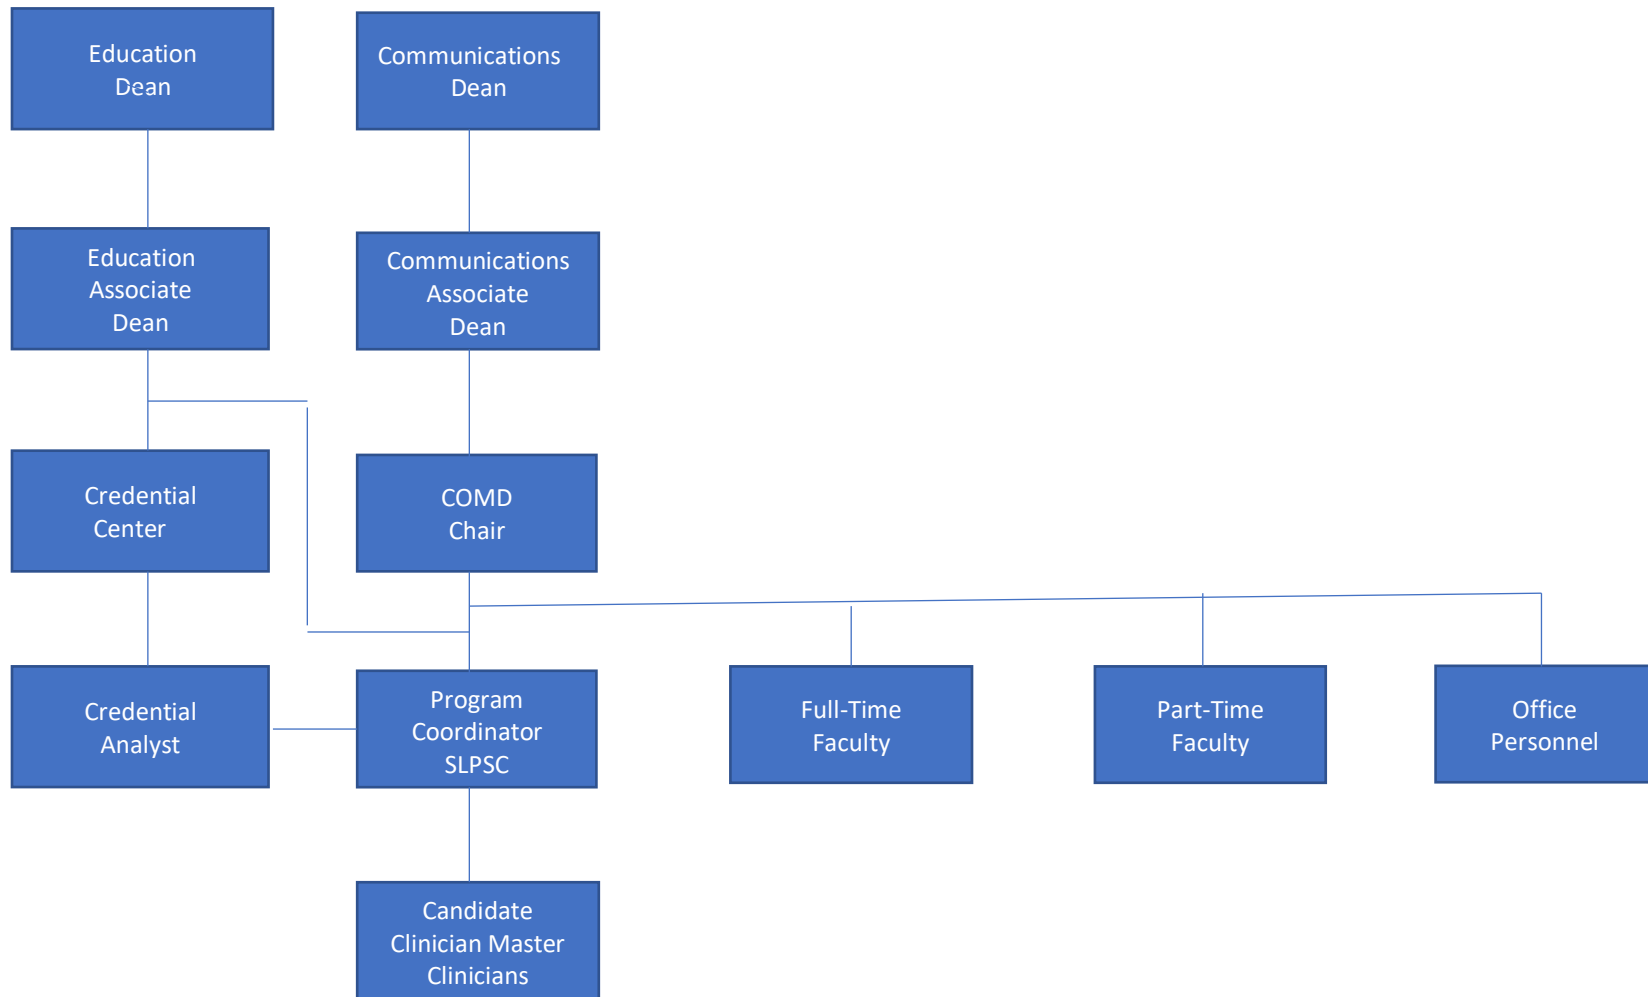 Education
Dean
Communications
Dean
Education
Associate
Dean
Communications
Associate
Dean
Credential
Center
COMD
Chair
Credential
Analyst
Program
Coordinator
SLPSC
Full-Time
Faculty
Part-Time
Faculty
Office
Personnel
Candidate
Clinician Master
Clinicians